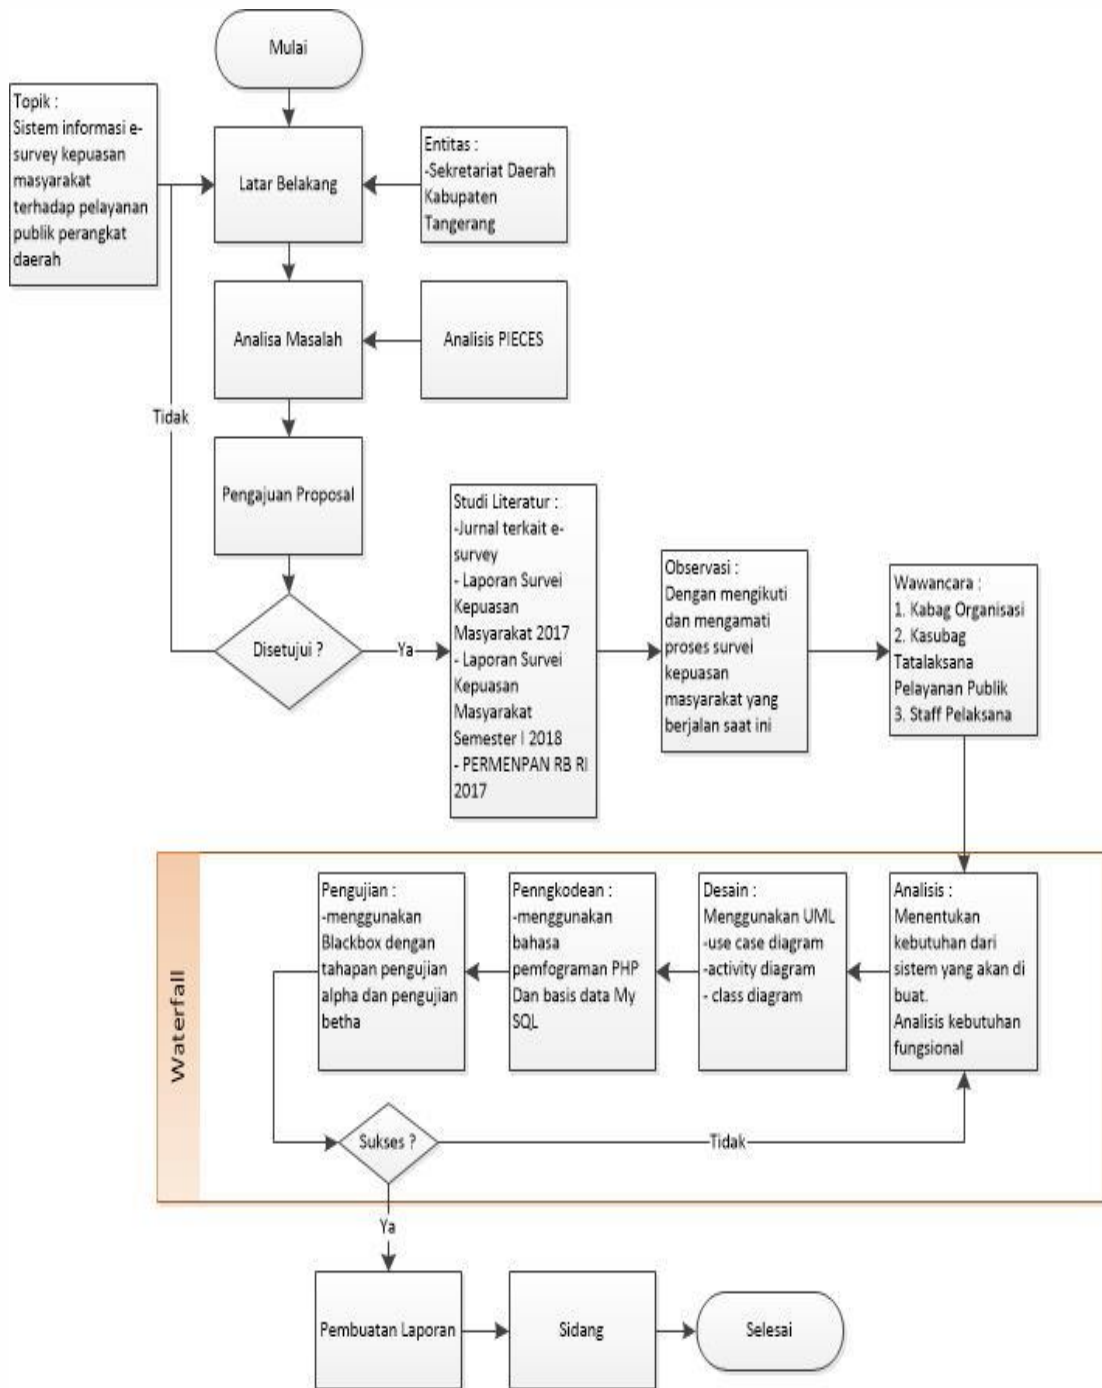 Mulai
Topik :
Sistem informasi e-
survey kepuasan
masyarakat
terhadap pelayanan
publik perangkat
daerah
Latar Belakang
Entitas :
-Sekretariat Daerah
Kabupaten
Tangerang
Analisa Masalah
Analisis PIECES
Tidak
Pengajuan Proposal
Disetujui ?
Ya
Studi Literatur :
-Jurnal terkait e-
survey
- Laporan Survei
Kepuasan
Masyarakat 2017
- Laporan Survei
Kepuasan
Masyarakat
Semester I 2018
- PERMENPAN RB RI
2017
Observasi :
Dengan mengikuti
dan mengamati
proses survei
kepuasan
masyarakat yang
berjalan saat ini
Wawancara :
1. Kabag Organisasi
2. Kasubag
Tatalaksana
Pelayanan Publik
3. Staff Pelaksana
Waterfall
Analisis :
Menentukan
kebutuhan dari
sistem yang akan di
buat.
Analisis kebutuhan
fungsional
Desain :
Menggunakan UML
-use case diagram
-activity diagram
- class diagram
Penngkodean :
-menggunakan
bahasa
pemfograman PHP
Dan basis data My
SQL
Pengujian :
-menggunakan
Blackbox dengan
tahapan pengujian
alpha dan pengujian
betha
Sukses ?
Tidak
Ya
Pembuatan Laporan
Sidang
Selesai